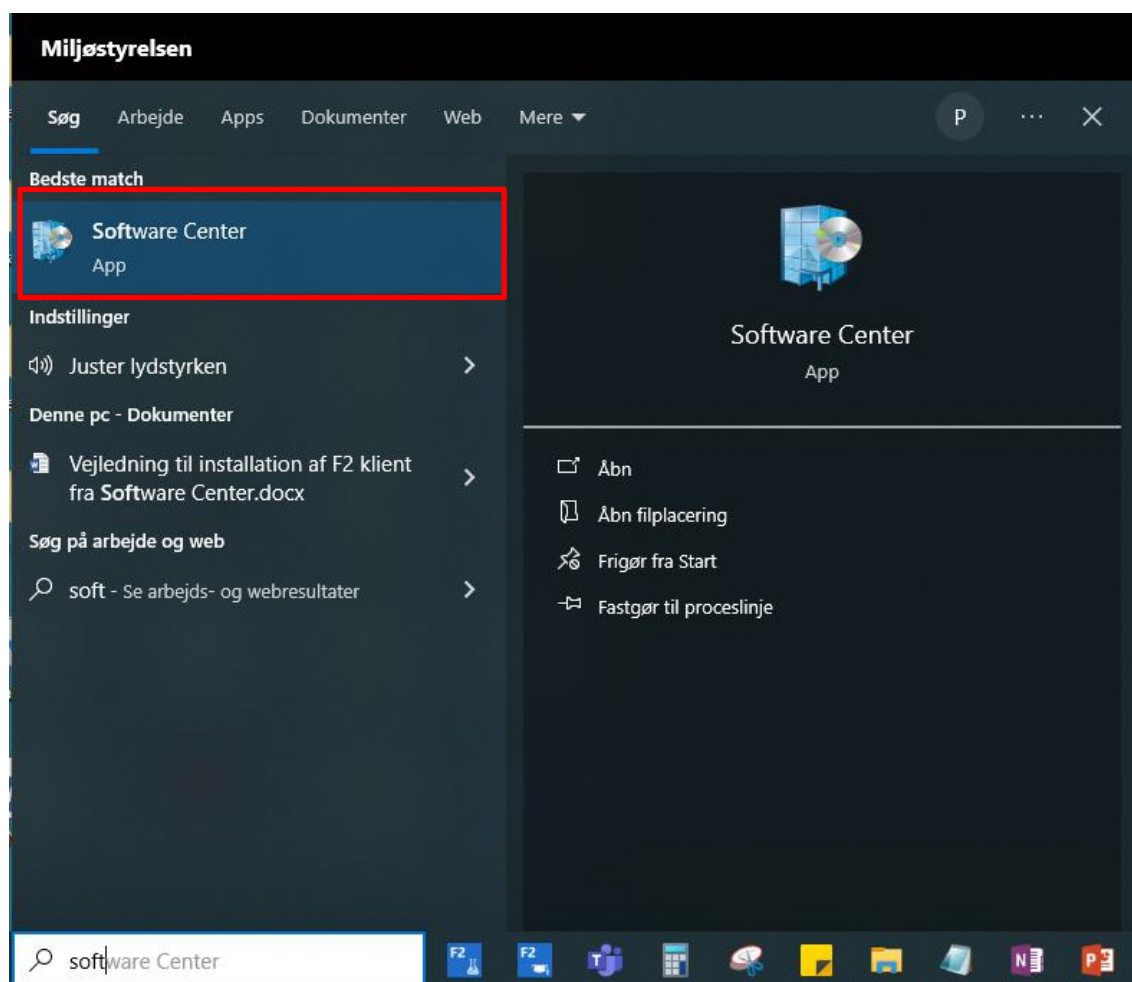 Miljøstyrelsen
Søg Arbejde Apps Dokumenter Web Mere P ...
Bedste match
Software Center
App
Indstillinger
Juster lydstyrken
Denne pc - Dokumenter
Vejledning til installation af F2 klient
fra Software Center.docx
Søg på arbejde og web
soft - Se arbejds- og webresultater
Software Center
App
Åbn
Åbn filplacering
Frigør fra Start
Fastgør til proceslinje
software Center F2 F2 T N P